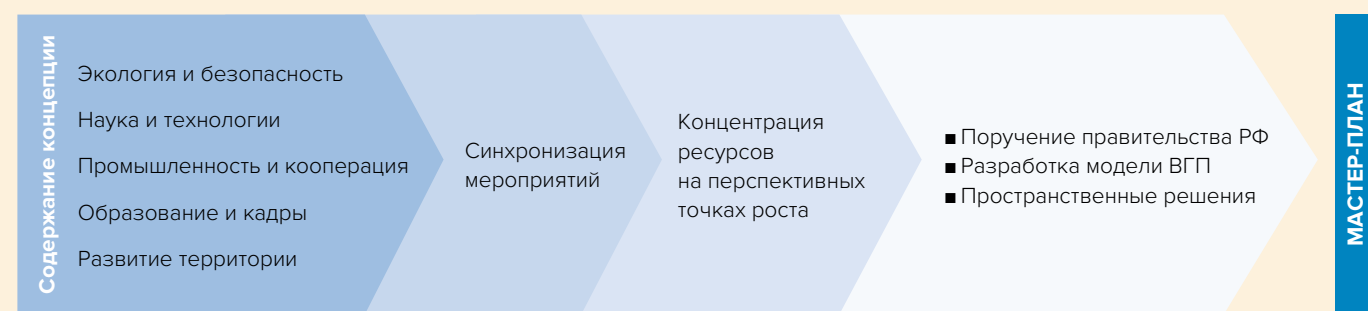 Содержание концепции
Экология и безопасность
Наука и технологии
Промышленность и кооперация
Образование и кадры
Развитие территории
Синхронизация
мероприятий
Концентрация
ресурсов
на перспективных
точках роста
■ Поручение правительства РФ
■ Разработка модели ВГП
■ Пространственные решения
МАСТЕР-ПЛАН